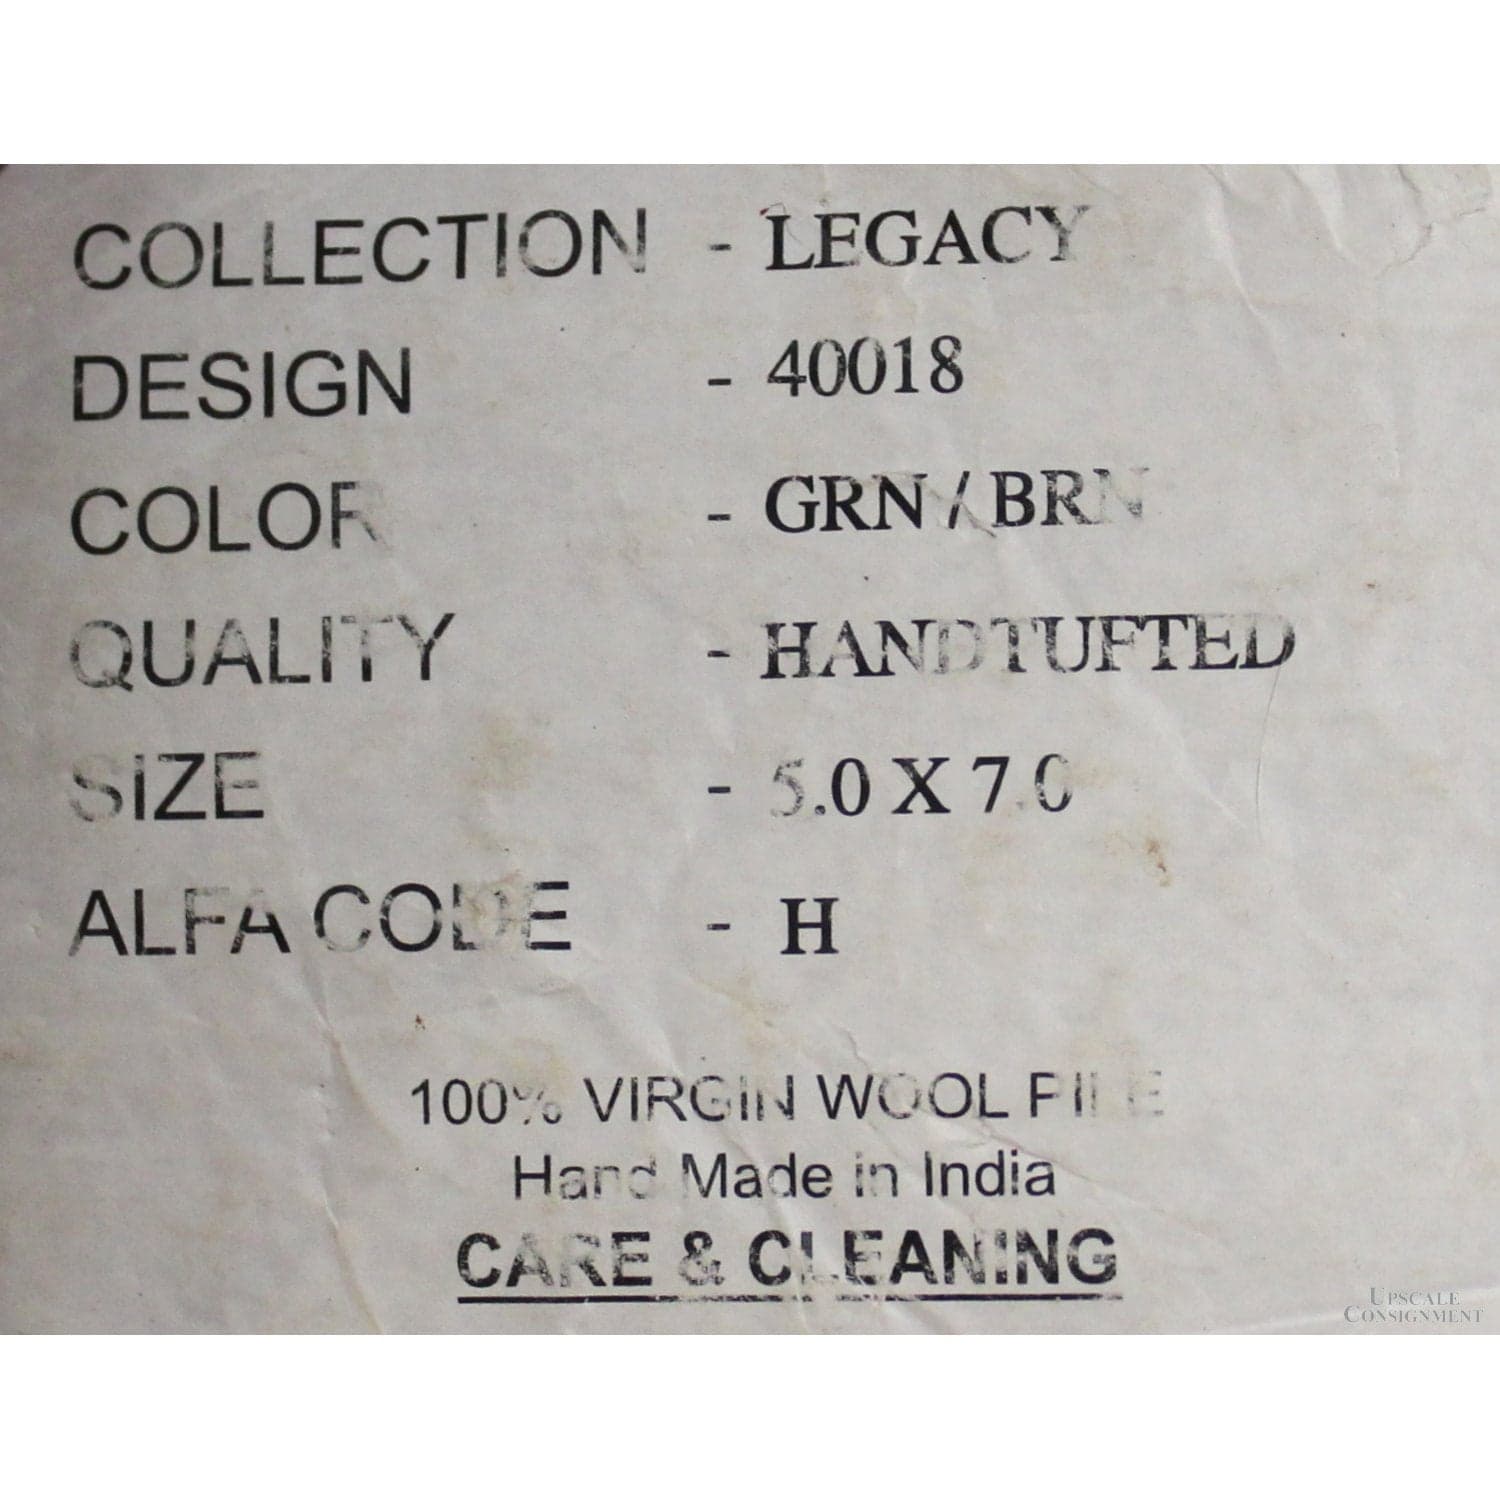 COLLECTION - LEGACY
DESIGN - 40018
COLOR - GRN / BRN
QUALITY - HANDTUFTED
SIZE - 5.0 X 7.0
ALFA CODE - H
100% VIRGIN WOOL PILE
Hand Made in India
CARE & CLEANING
UPSCALE
CONSIGNMENT